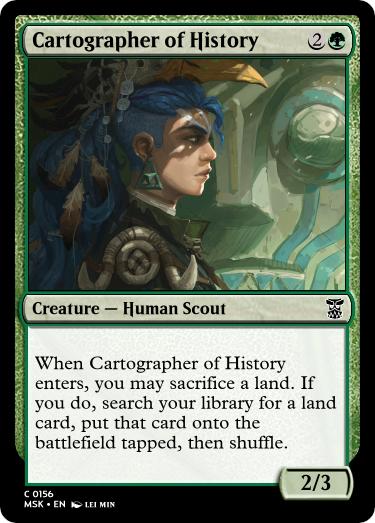 Cartographer of History 2
Creature — Human Scout
When Cartographer of History
enters, you may sacrifice a land. If
you do, search your library for a land
card, put that card onto the
battlefield tapped, then shuffle.
2/3
C 0156
MSK • EN LEI MIN